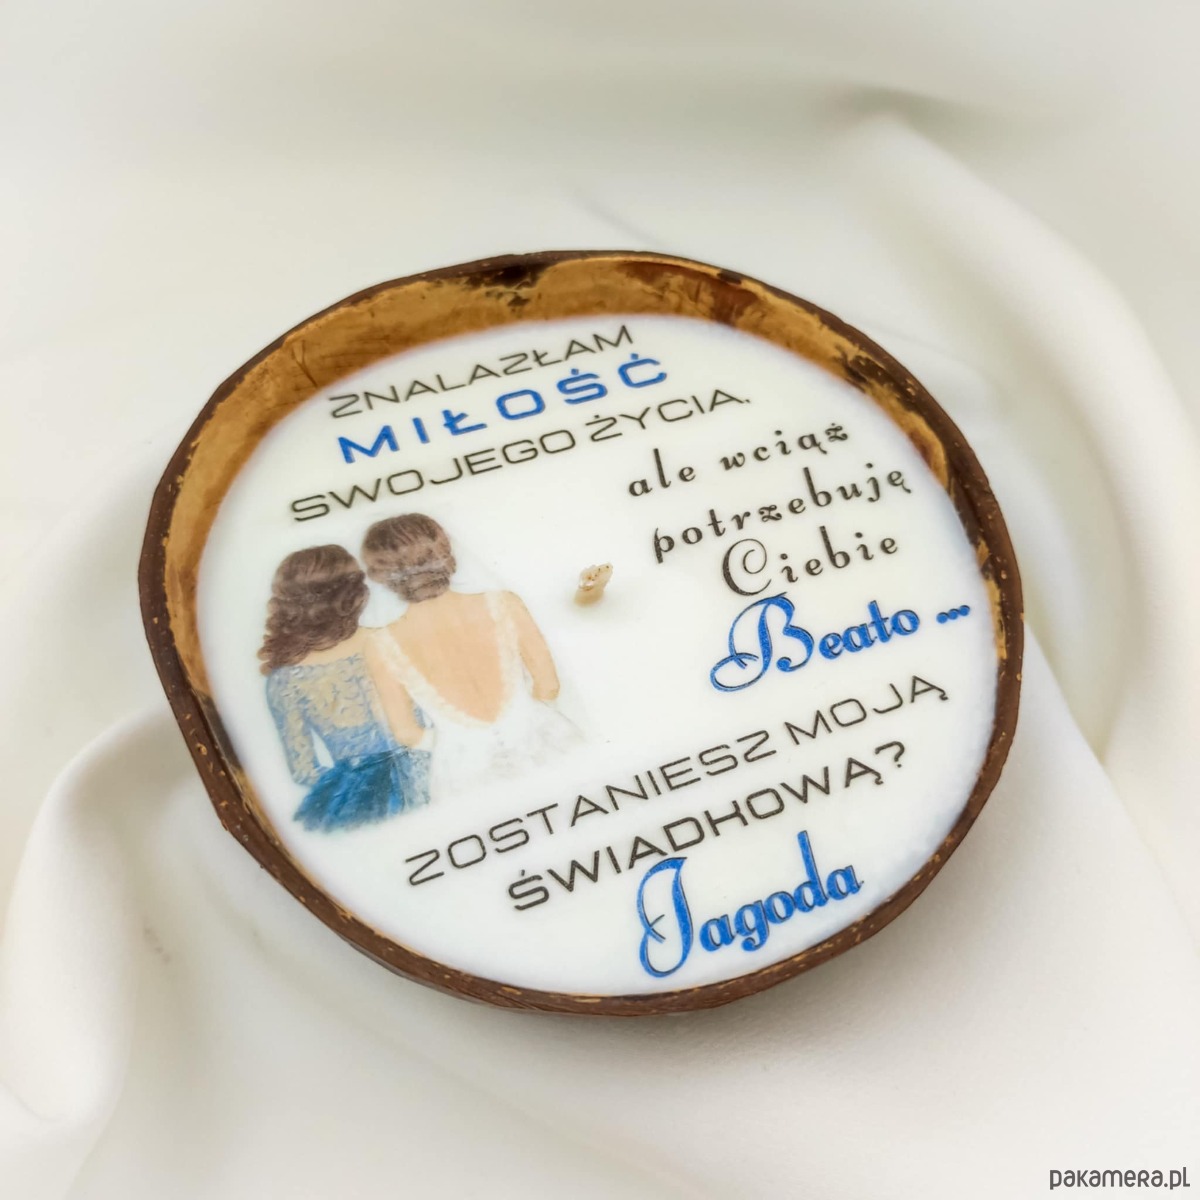 ZNALAZŁAM
MIŁOŚĆ
SWOJEGO ŻYCIA,
ale wciąż
potrzebuję
Ciebie
Beato ...
ZOSTANIESZ MOJĄ
ŚWIADKOWĄ?
Jagoda
pakamera.pl